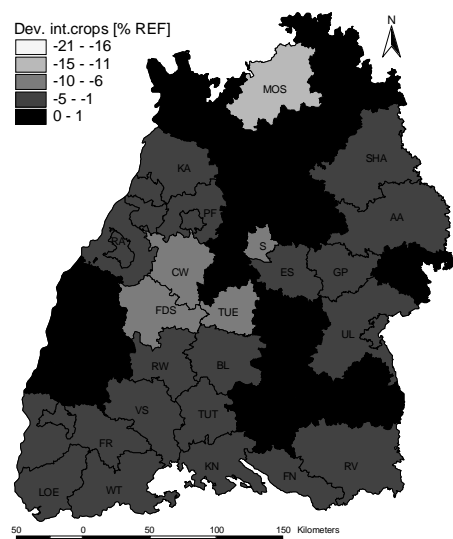 Dev. int.crops [% REF]
-21 - -16
-15 - -11
-10 - -6
-5 - -1
0 - 1
N
MOS
KA
SHA
PF
AA
RA
S
CW
ES
GP
FDS
TUE
UL
RW
BL
VS
TUT
FR
KN
RV
FN
LOE
WT
50 0 50 100 150 Kilometers